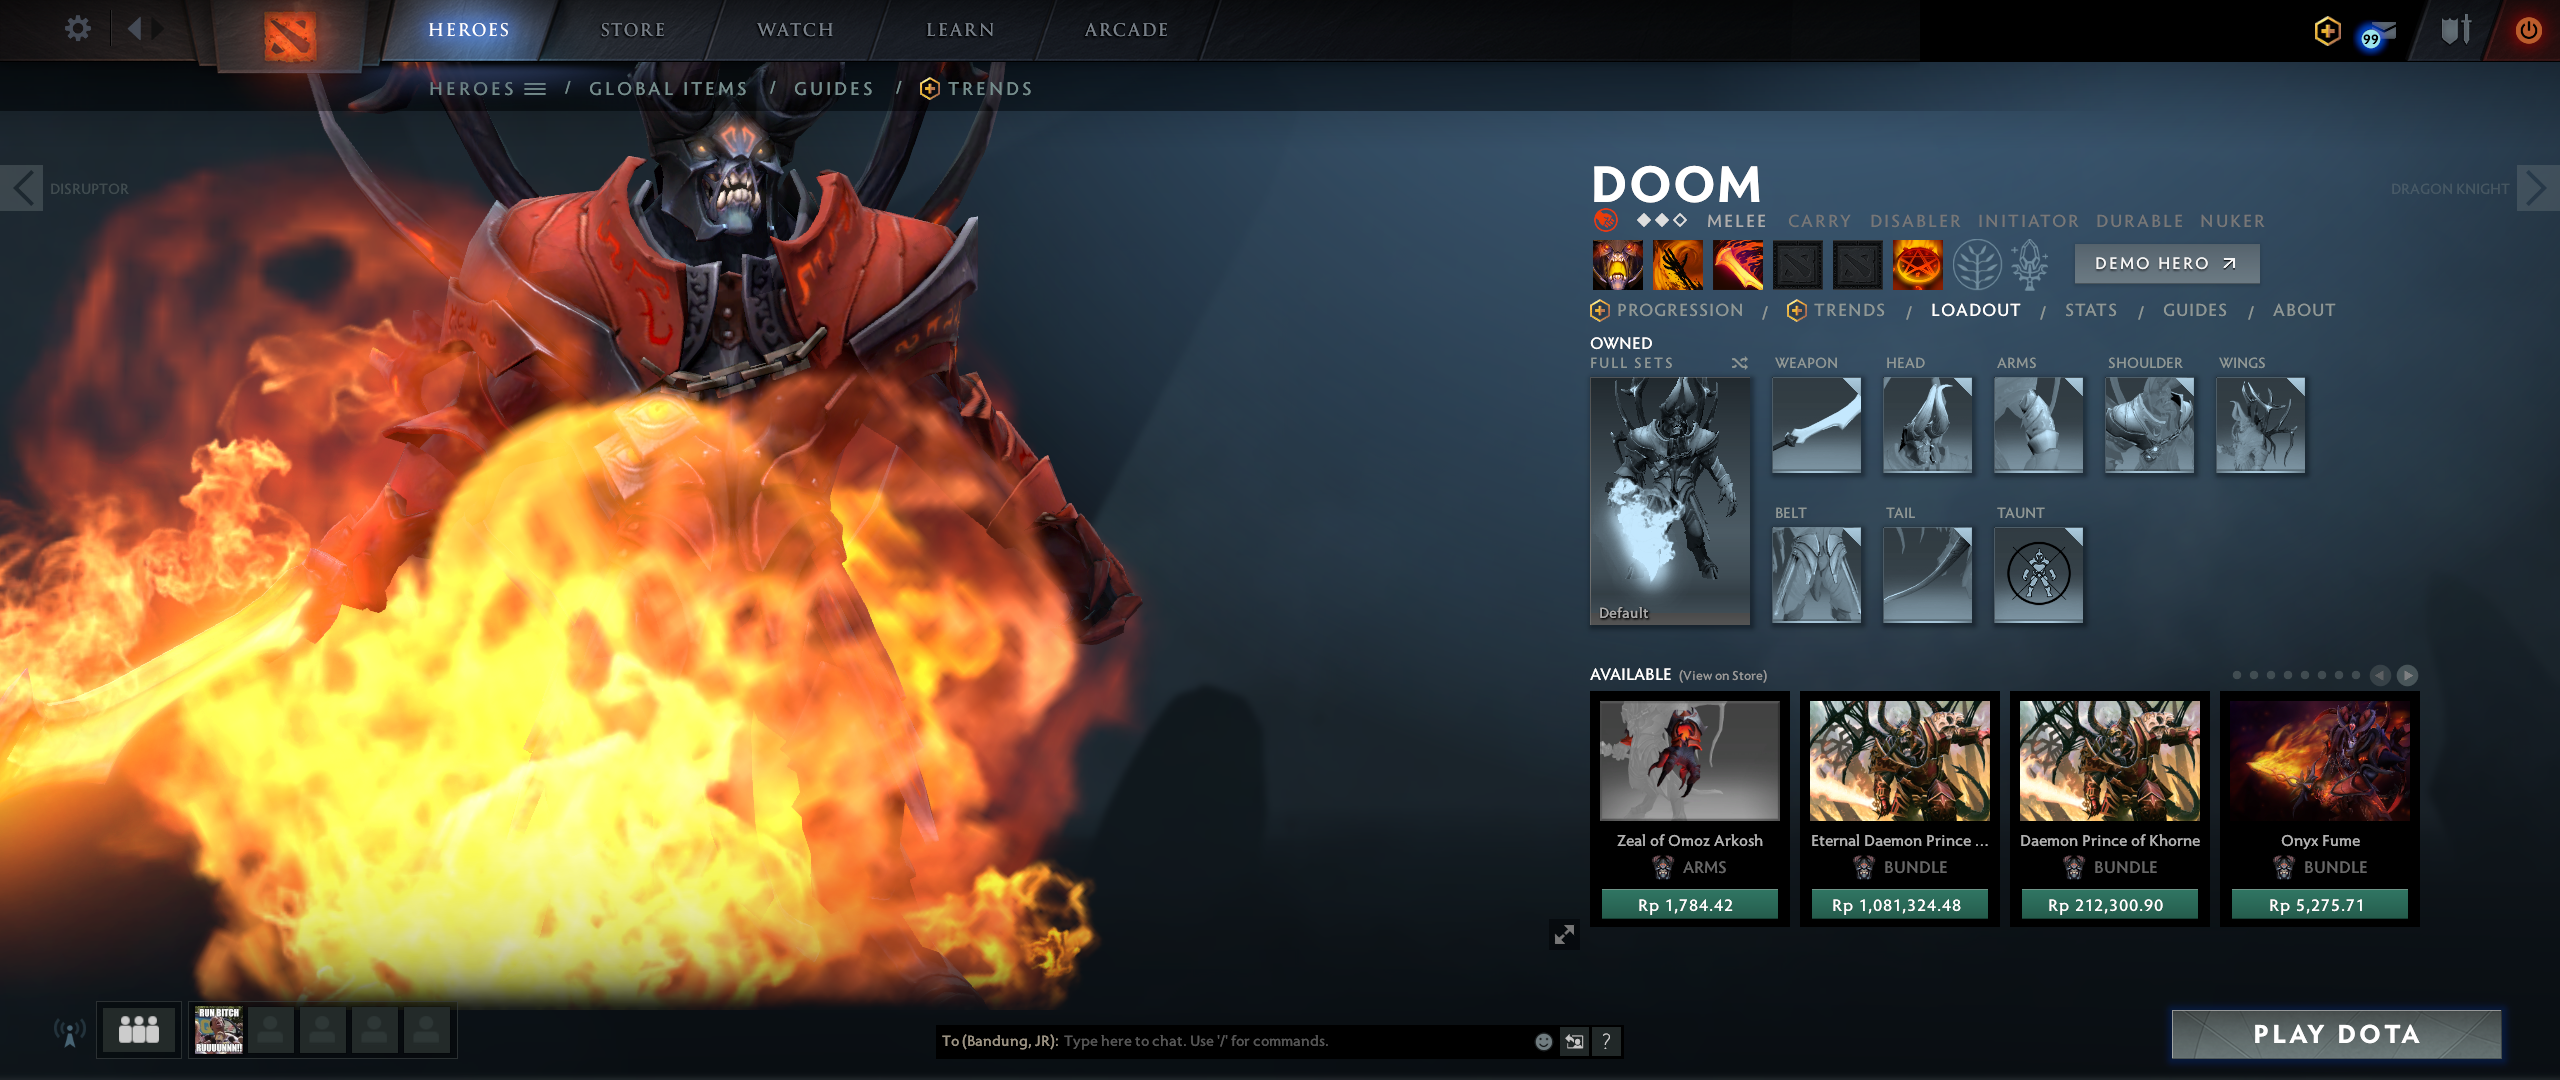 HEROES
STORE
WATCH
LEARN
ARCADE
99
HEROES / GLOBAL ITEMS / GUIDES / TRENDS
DISRUPTOR
DRAGON KNIGHT
DOOM
MELEE CARRY DISABLER INITIATOR DURABLE NUKER
DEMO HERO
PROGRESSION / TRENDS / LOADOUT / STATS / GUIDES / ABOUT
OWNED
FULL SETS
WEAPON
HEAD
ARMS
SHOULDER
WINGS
Default
BELT
TAIL
TAUNT
AVAILABLE (View on Store)
Zeal of Omoz Arkosh
ARMS
Rp 1,784.42
Eternal Daemon Prince ...
BUNDLE
Rp 1,081,324.48
Daemon Prince of Khorne
BUNDLE
Rp 212,300.90
Onyx Fume
BUNDLE
Rp 5,275.71
RUN BITCH
RUUUUNNN!!
To (Bandung, JR): Type here to chat. Use '/' for commands.
?
PLAY DOTA